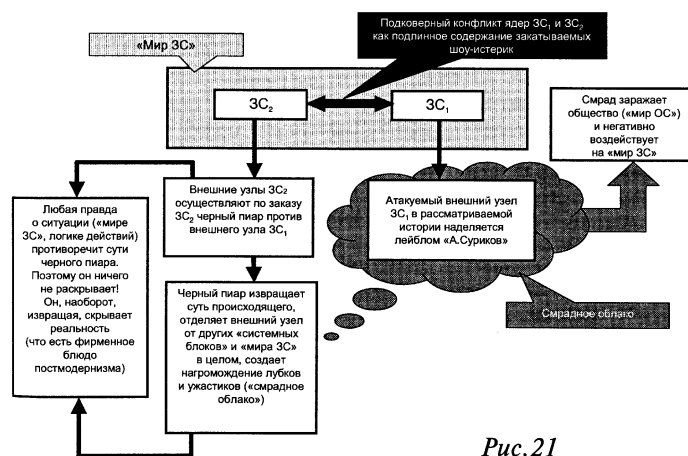 Подковерный конфликт ядер ЗС₁ и ЗС₂
как подлинное содержание закатываемых
шоу-истерик
«Мир ЗС»
ЗС₂
ЗС₁
Смрад заражает
общество («мир ОС»)
и негативно
воздействует
на «мир ЗС»
Любая правда
о ситуации («мире
ЗС», логике действий)
противоречит сути
черного пиара.
Поэтому он ничего
не раскрывает!
Он, наоборот,
извращая, скрывает
реальность
(что есть фирменное
блюдо
постмодернизма)
Внешние узлы ЗС₂
осуществляют по заказу
ЗС₂ черный пиар против
внешнего узла ЗС₁
Атакуемый внешний узел
ЗС₁ в рассматриваемой
истории наделяется
лейблом «А.Суриков»
Черный пиар извращает
суть происходящего,
отделяет внешний узел
от других «системных
блоков» и «мира ЗС»
в целом, создает
нагромождение лубков
и ужастиков («смрадное
облако»)
Смрадное облако
Рис.21